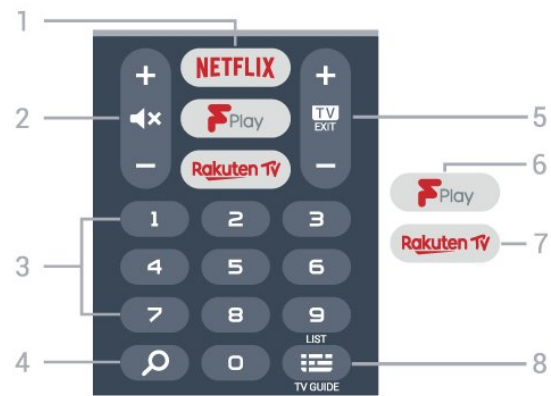 1
NETFLIX
+ +
2
TV
EXIT
5
Play
6
Play
- -
Rakuten TV
Rakuten TV
7
3
1 2 3
4 5 6
7 8 9
LIST
4
0
8
TV GUIDE